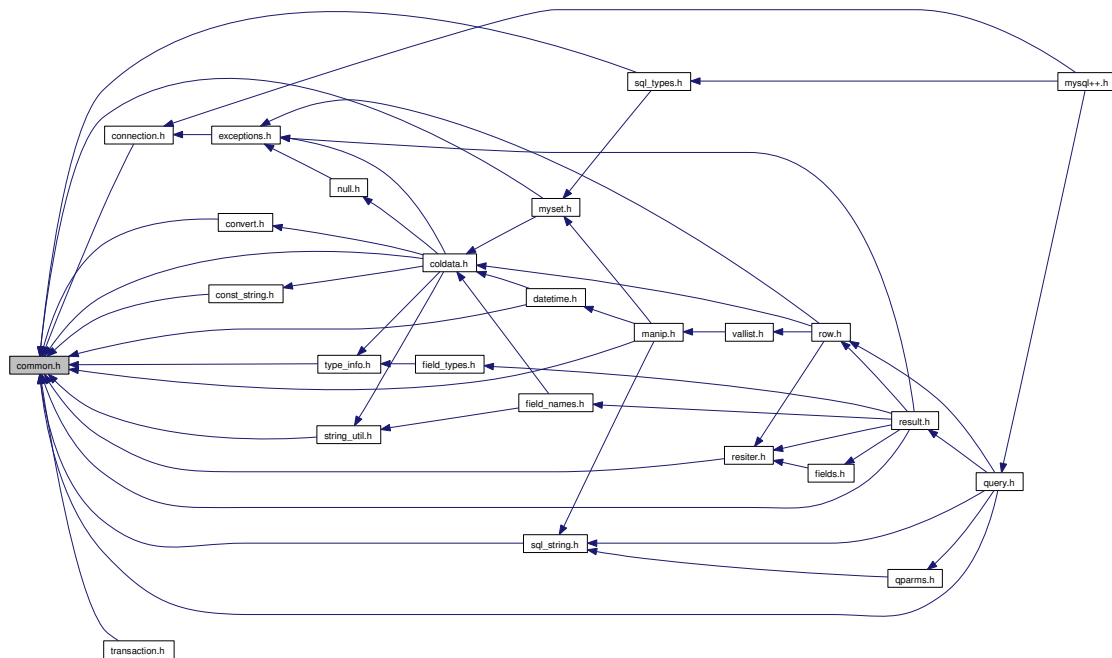 sql_types.h
mysql++.h
connection.h
exceptions.h
null.h
myset.h
convert.h
coldata.h
const_string.h
datetime.h
manip.h
vallist.h
row.h
common.h
type_info.h
field_types.h
field_names.h
string_util.h
result.h
resiter.h
fields.h
query.h
sql_string.h
qparms.h
transaction.h